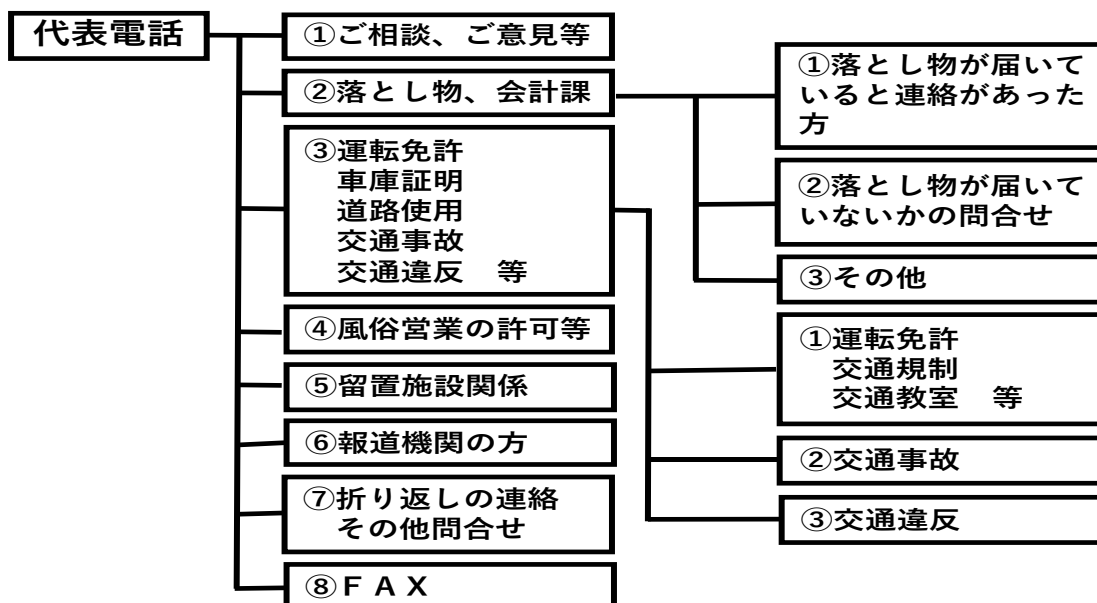 代表電話
①ご相談、ご意見等
②落とし物、会計課
③運転免許
車庫証明
道路使用
交通事故
交通違反　等
④風俗営業の許可等
⑤留置施設関係
⑥報道機関の方
⑦折り返しの連絡
その他問合せ
⑧ＦＡＸ
①落とし物が届いて
いると連絡があった
方
②落とし物が届いて
いないかの問合せ
③その他
①運転免許
交通規制
交通教室　等
②交通事故
③交通違反